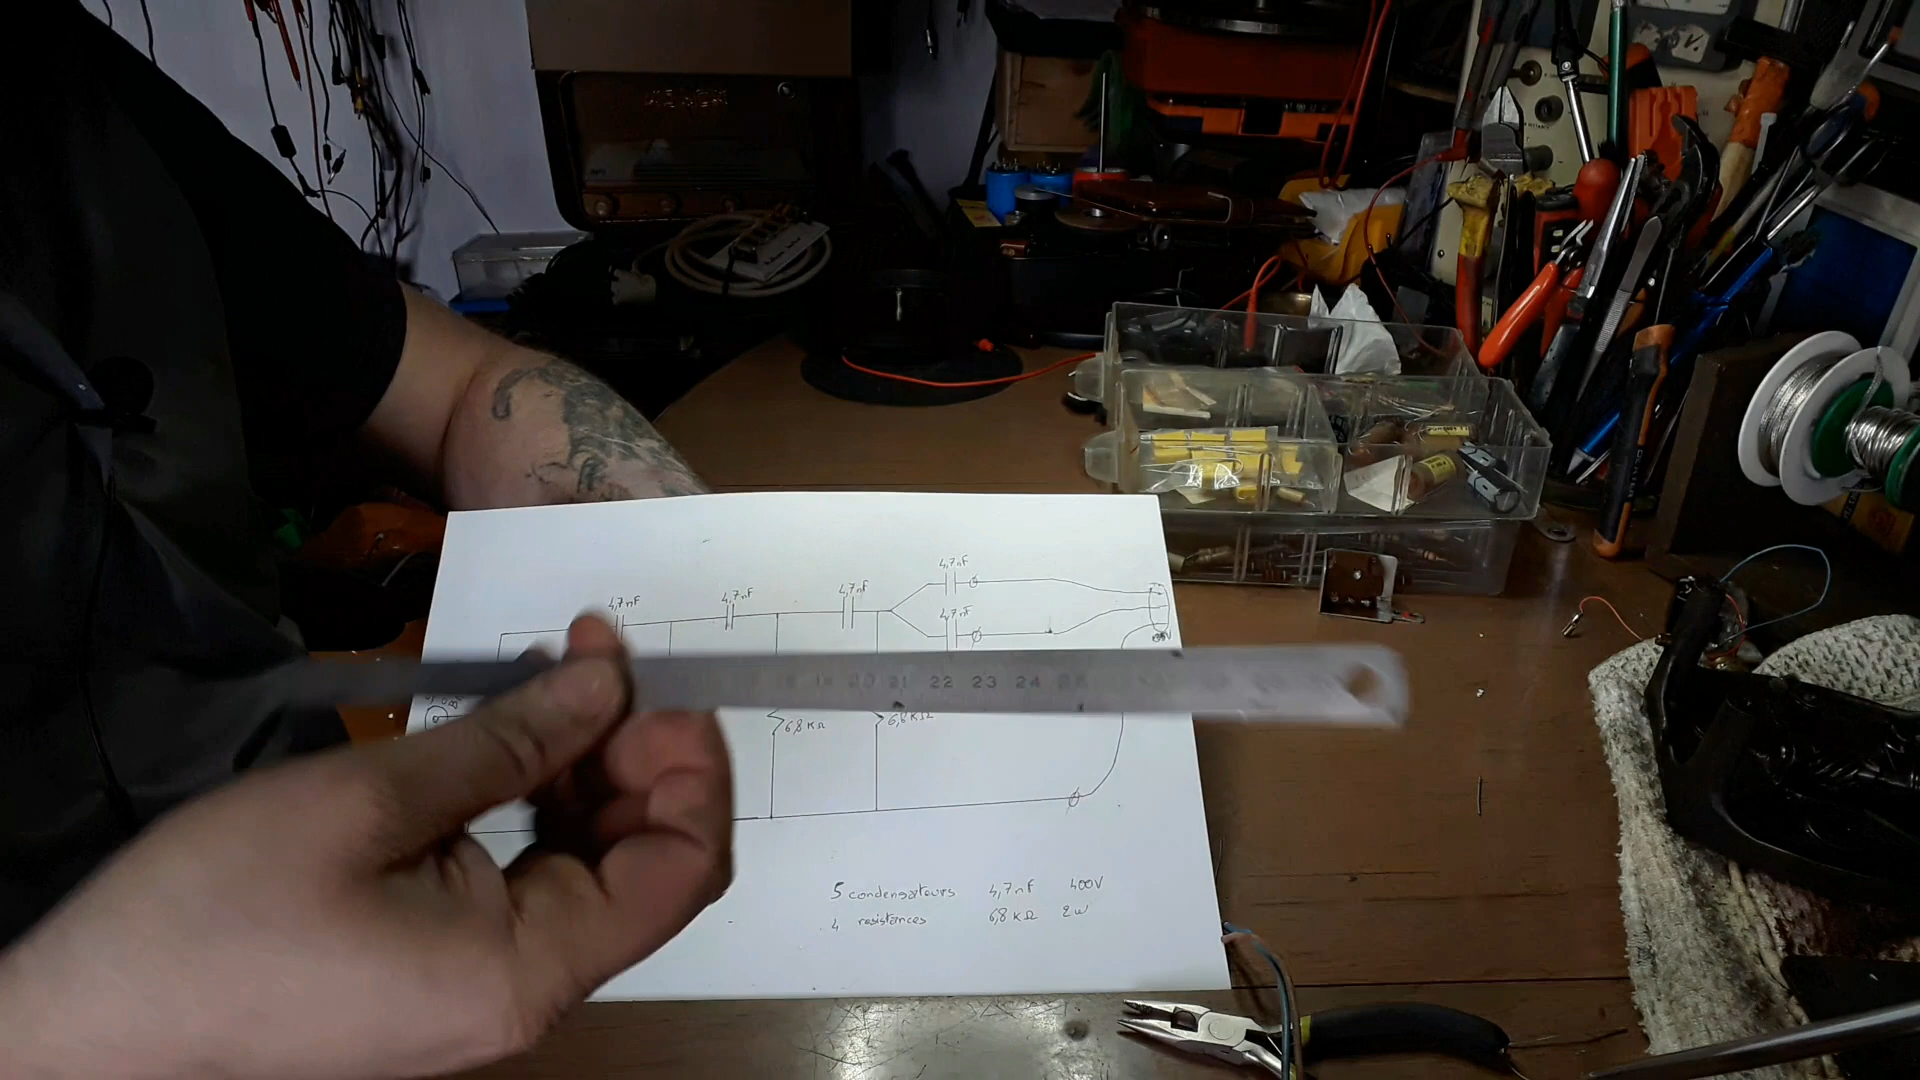 4,7nF
4,7nF
4,7nF
4,7nF
4,7nF
21 22 23 24
6,8 KΩ
6,8 KΩ
5 condensateurs 4,7nF 400V
4 resistances 6,8 KΩ 2w